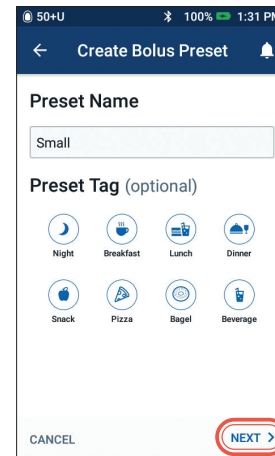 50+U 100% 1:31 PM
Create Bolus Preset
Preset Name
Small
Preset Tag (optional)
Night Breakfast Lunch Dinner
Snack Pizza Bagel Beverage
CANCEL NEXT